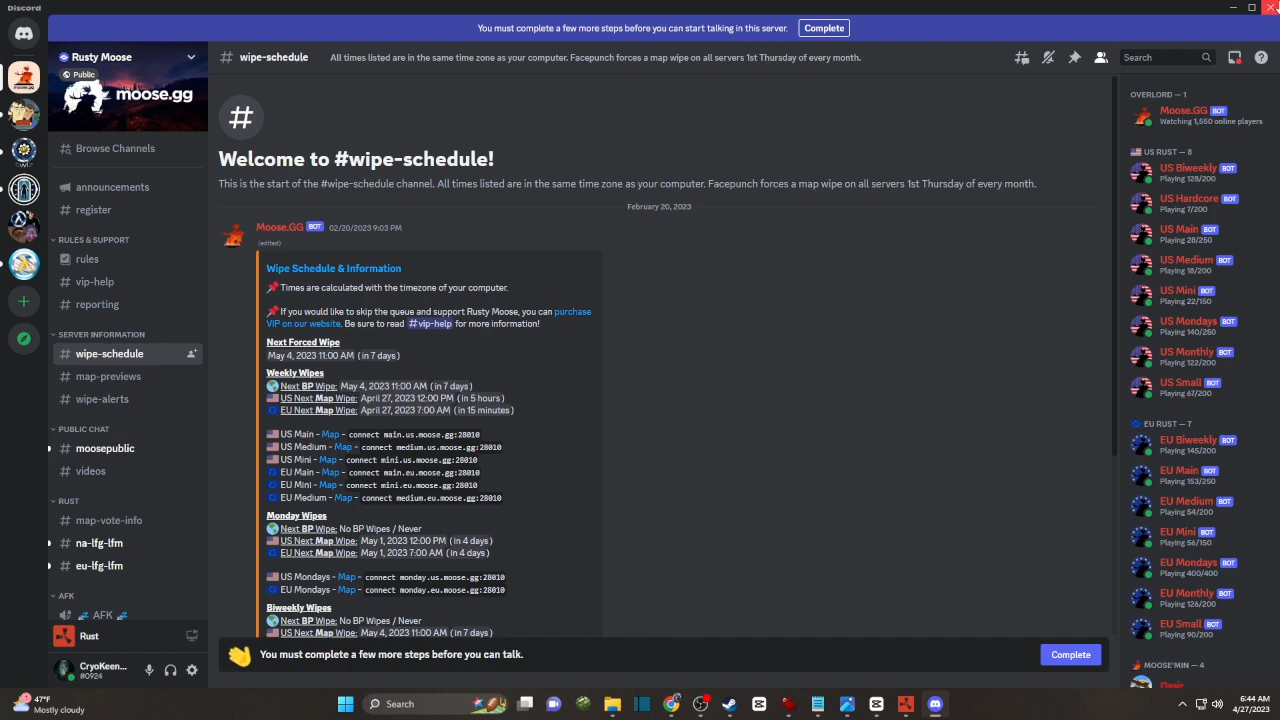 Discord
You must complete a few more steps before you can start talking in this server.
Complete
Rusty Moose
Public
moose.gg
Browse Channels
announcements
register
RULES & SUPPORT
rules
vip-help
reporting
SERVER INFORMATION
wipe-schedule
map-previews
wipe-alerts
PUBLIC CHAT
moosepublic
videos
RUST
map-vote-info
na-lfg-lfm
eu-lfg-lfm
AFK
💤 AFK 💤
Rust
CryoKeen...
#0924
# wipe-schedule
All times listed are in the same time zone as your computer. Facepunch forces a map wipe on all servers 1st Thursday of every month.
Search
Welcome to #wipe-schedule!
This is the start of the #wipe-schedule channel. All times listed are in the same time zone as your computer. Facepunch forces a map wipe on all servers 1st Thursday of every month.
February 20, 2023
Moose.GG BOT 02/20/2023 9:03 PM
(edited)
Wipe Schedule & Information
📌 Times are calculated with the timezone of your computer.
📌 If you would like to skip the queue and support Rusty Moose, you can purchase
VIP on our website. Be sure to read #vip-help for more information!
Next Forced Wipe
May 4, 2023 11:00 AM (in 7 days)
Weekly Wipes
Next BP Wipe: May 4, 2023 11:00 AM (in 7 days)
US Next Map Wipe: April 27, 2023 12:00 PM (in 5 hours)
EU Next Map Wipe: April 27, 2023 7:00 AM (in 15 minutes)
US Main - Map - connect main.us.moose.gg:28010
US Medium - Map - connect medium.us.moose.gg:28010
US Mini - Map - connect mini.us.moose.gg:28010
EU Main - Map - connect main.eu.moose.gg:28010
EU Mini - Map - connect mini.eu.moose.gg:28010
EU Medium - Map - connect medium.eu.moose.gg:28010
Monday Wipes
Next BP Wipe: No BP Wipes / Never
US Next Map Wipe: May 1, 2023 12:00 PM (in 4 days)
EU Next Map Wipe: May 1, 2023 7:00 AM (in 4 days)
US Mondays - Map - connect monday.us.moose.gg:28010
EU Mondays - Map - connect monday.eu.moose.gg:28010
Biweekly Wipes
Next BP Wipe: No BP Wipes / Never
US Next Map Wipe: May 4, 2023 11:00 AM (in 7 days)
You must complete a few more steps before you can talk.
Complete
OVERLORD — 1
Moose.GG BOT
Watching 1,550 online players
US RUST — 8
US Biweekly BOT
Playing 128/200
US Hardcore BOT
Playing 7/200
US Main BOT
Playing 28/250
US Medium BOT
Playing 18/200
US Mini BOT
Playing 22/150
US Mondays BOT
Playing 140/250
US Monthly BOT
Playing 122/200
US Small BOT
Playing 67/200
EU RUST — 7
EU Biweekly BOT
Playing 145/200
EU Main BOT
Playing 153/250
EU Medium BOT
Playing 54/200
EU Mini BOT
Playing 56/150
EU Mondays BOT
Playing 400/400
EU Monthly BOT
Playing 126/200
EU Small BOT
Playing 90/200
MOOSE'MIN — 4
47°F
Mostly cloudy
Search
6:44 AM
4/27/2023